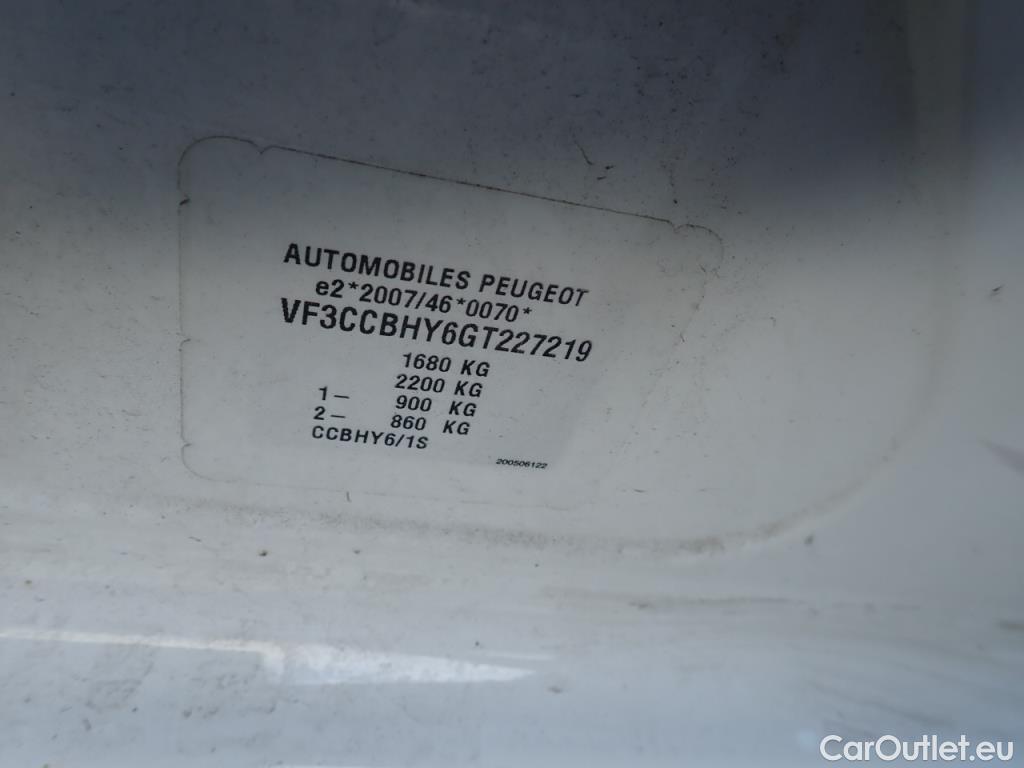 AUTOMOBILES PEUGEOT
e2*2007/46*0070*
VF3CCBHY6GT227219
1680 KG
2200 KG
1— 900 KG
2— 860 KG
CCBHY6/1S
200506122
CarOutlet.eu